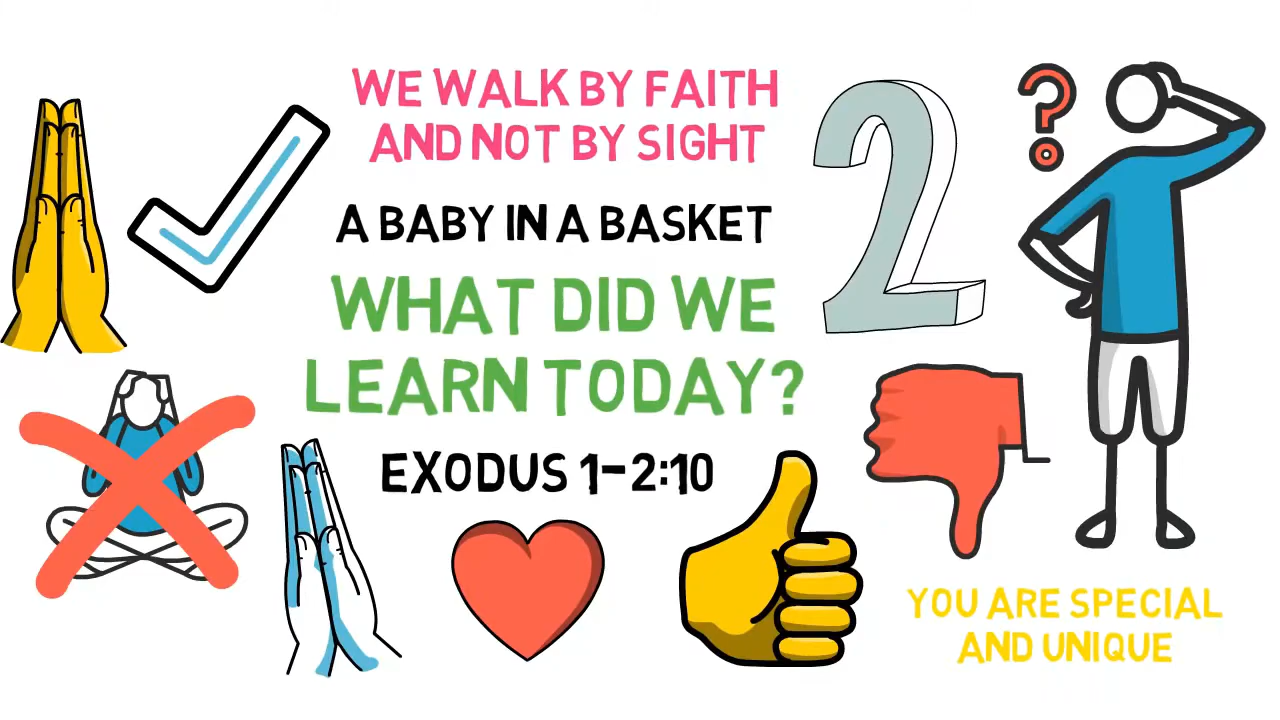 WE WALK BY FAITH
AND NOT BY SIGHT
2
?
A BABY IN A BASKET
WHAT DID WE
LEARN TODAY?
EXODUS 1-2:10
YOU ARE SPECIAL
AND UNIQUE